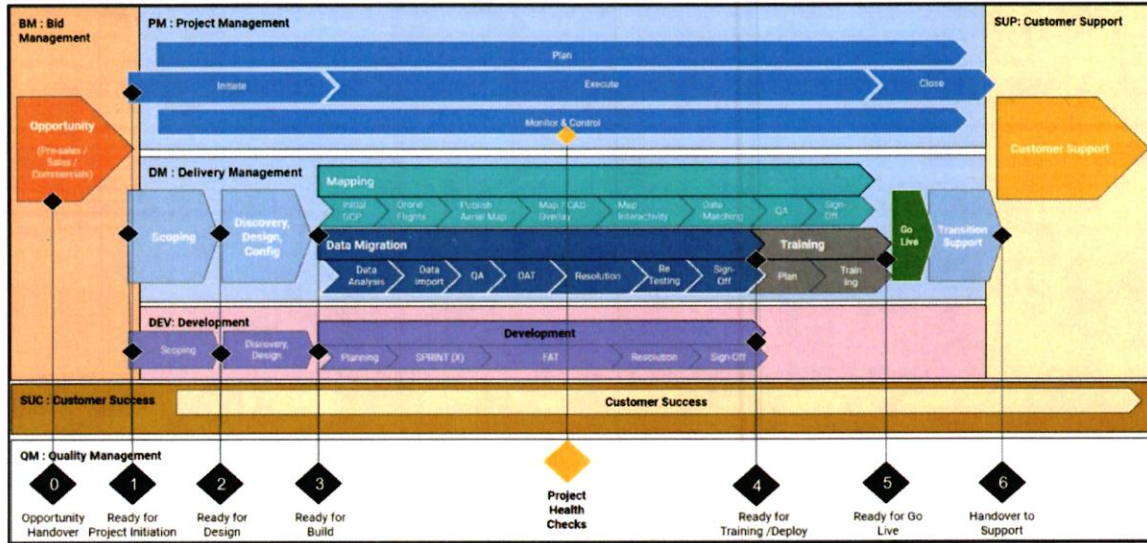 BM : Bid
Management
PM : Project Management
SUP: Customer Support
Plan
Initiate
Execute
Close
Monitor & Control
Opportunity
(Pre-sales /
Sales /
Commercials)
Customer Support
DM : Delivery Management
Mapping
Initial
GCP
Drone
Flights
Publish
Aerial Map
Map / CAD
Overlay
Map
Interactivity
Data
Matching
QA
Sign-
Off
Scoping
Discovery,
Design,
Config
Data Migration
Training
Go
Live
Transition
Support
Data
Analysis
Data
Import
QA
DAT
Resolution
Re
Testing
Sign-
Off
Plan
Train
ing
DEV: Development
Development
Scoping
Discovery,
Design
Planning
SPRINT (X)
FAT
Resolution
Sign-Off
SUC : Customer Success
Customer Success
QM : Quality Management
0
1
2
3
4
5
6
Opportunity
Handover
Ready for
Project Initiation
Ready for
Design
Ready for
Build
Project
Health
Checks
Ready for
Training /Deploy
Ready for Go
Live
Handover to
Support